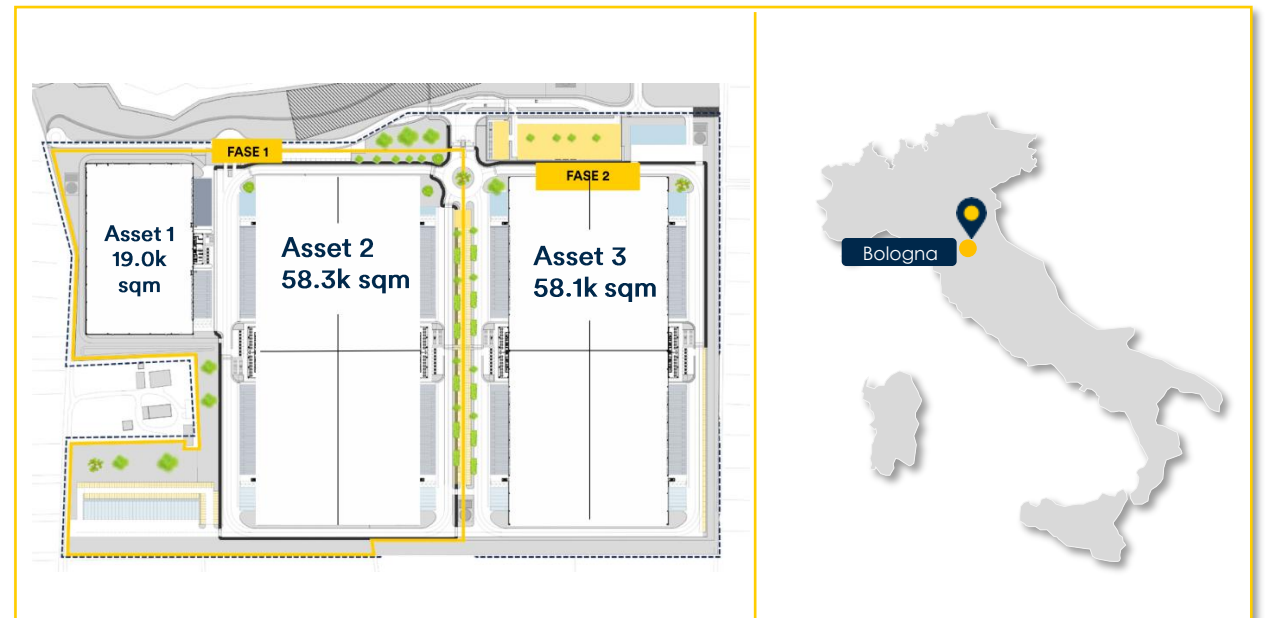 FASE 1
FASE 2
Asset 1
19.0k
sqm
Asset 2
58.3k sqm
Asset 3
58.1k sqm
Bologna